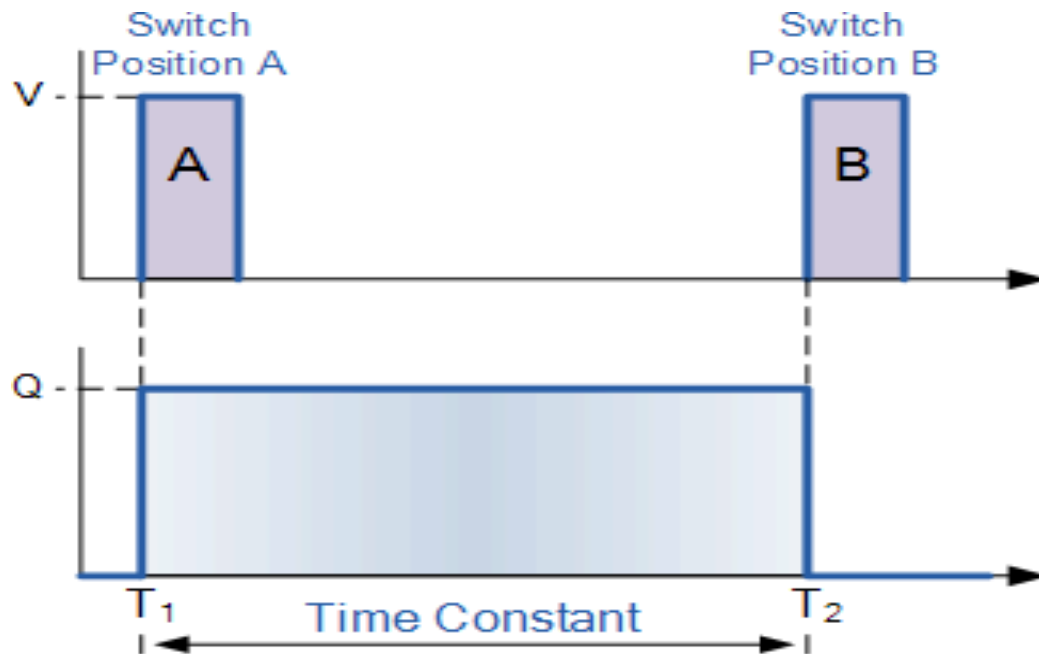 Switch
Position A
Switch
Position B
V
A
B
Q
T1
Time Constant
T2